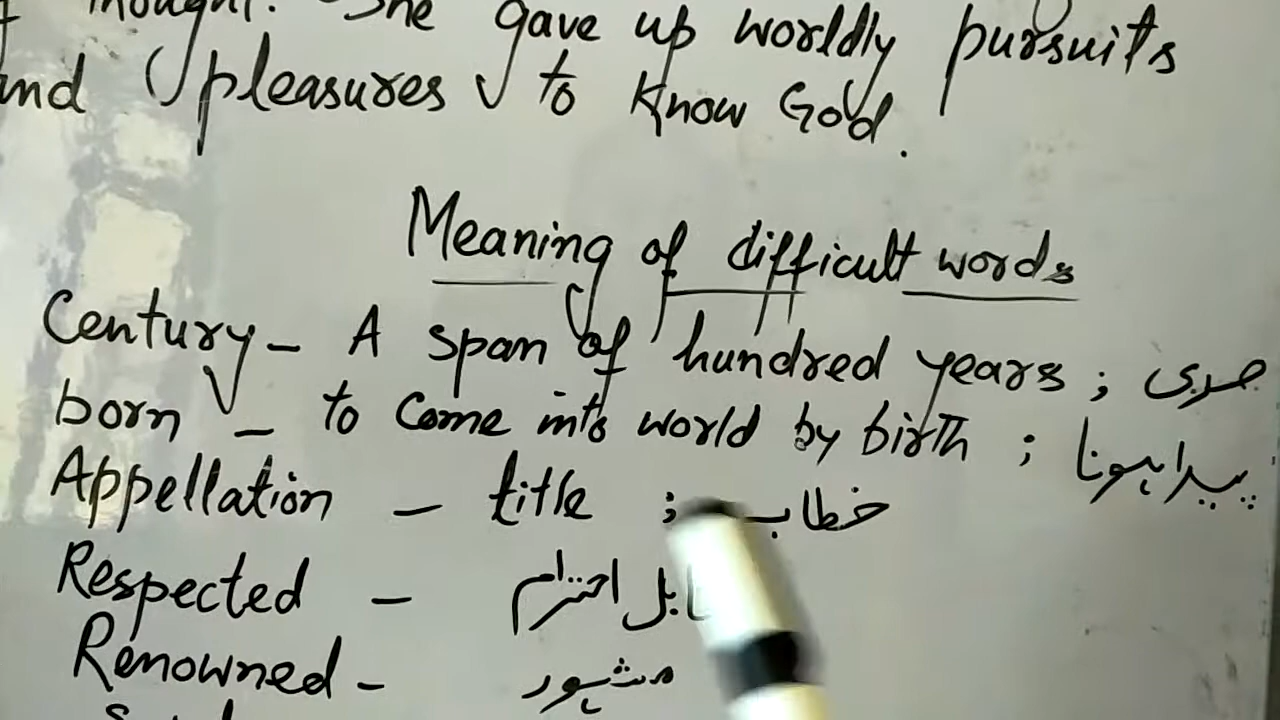 thought. She gave up worldly pursuits
and pleasures to Know God.
Meaning of difficult words
Century – A span of hundred years ; صدی
born – to Come into world by birth ; پیدا ہونا
Appellation – title ; خطاب
Respected – احترام
Renowned – مشہور